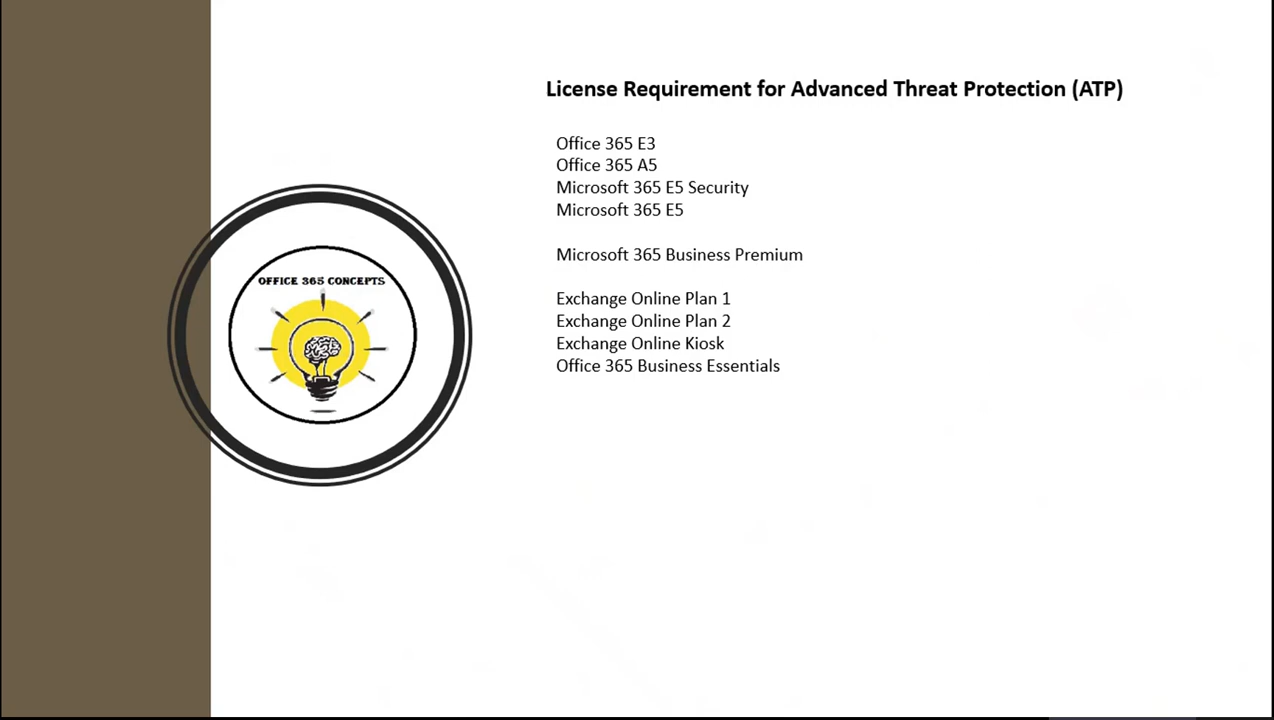 License Requirement for Advanced Threat Protection (ATP)
Office 365 E3
Office 365 A5
Microsoft 365 E5 Security
Microsoft 365 E5
Microsoft 365 Business Premium
Exchange Online Plan 1
Exchange Online Plan 2
Exchange Online Kiosk
Office 365 Business Essentials
OFFICE 365 CONCEPTS